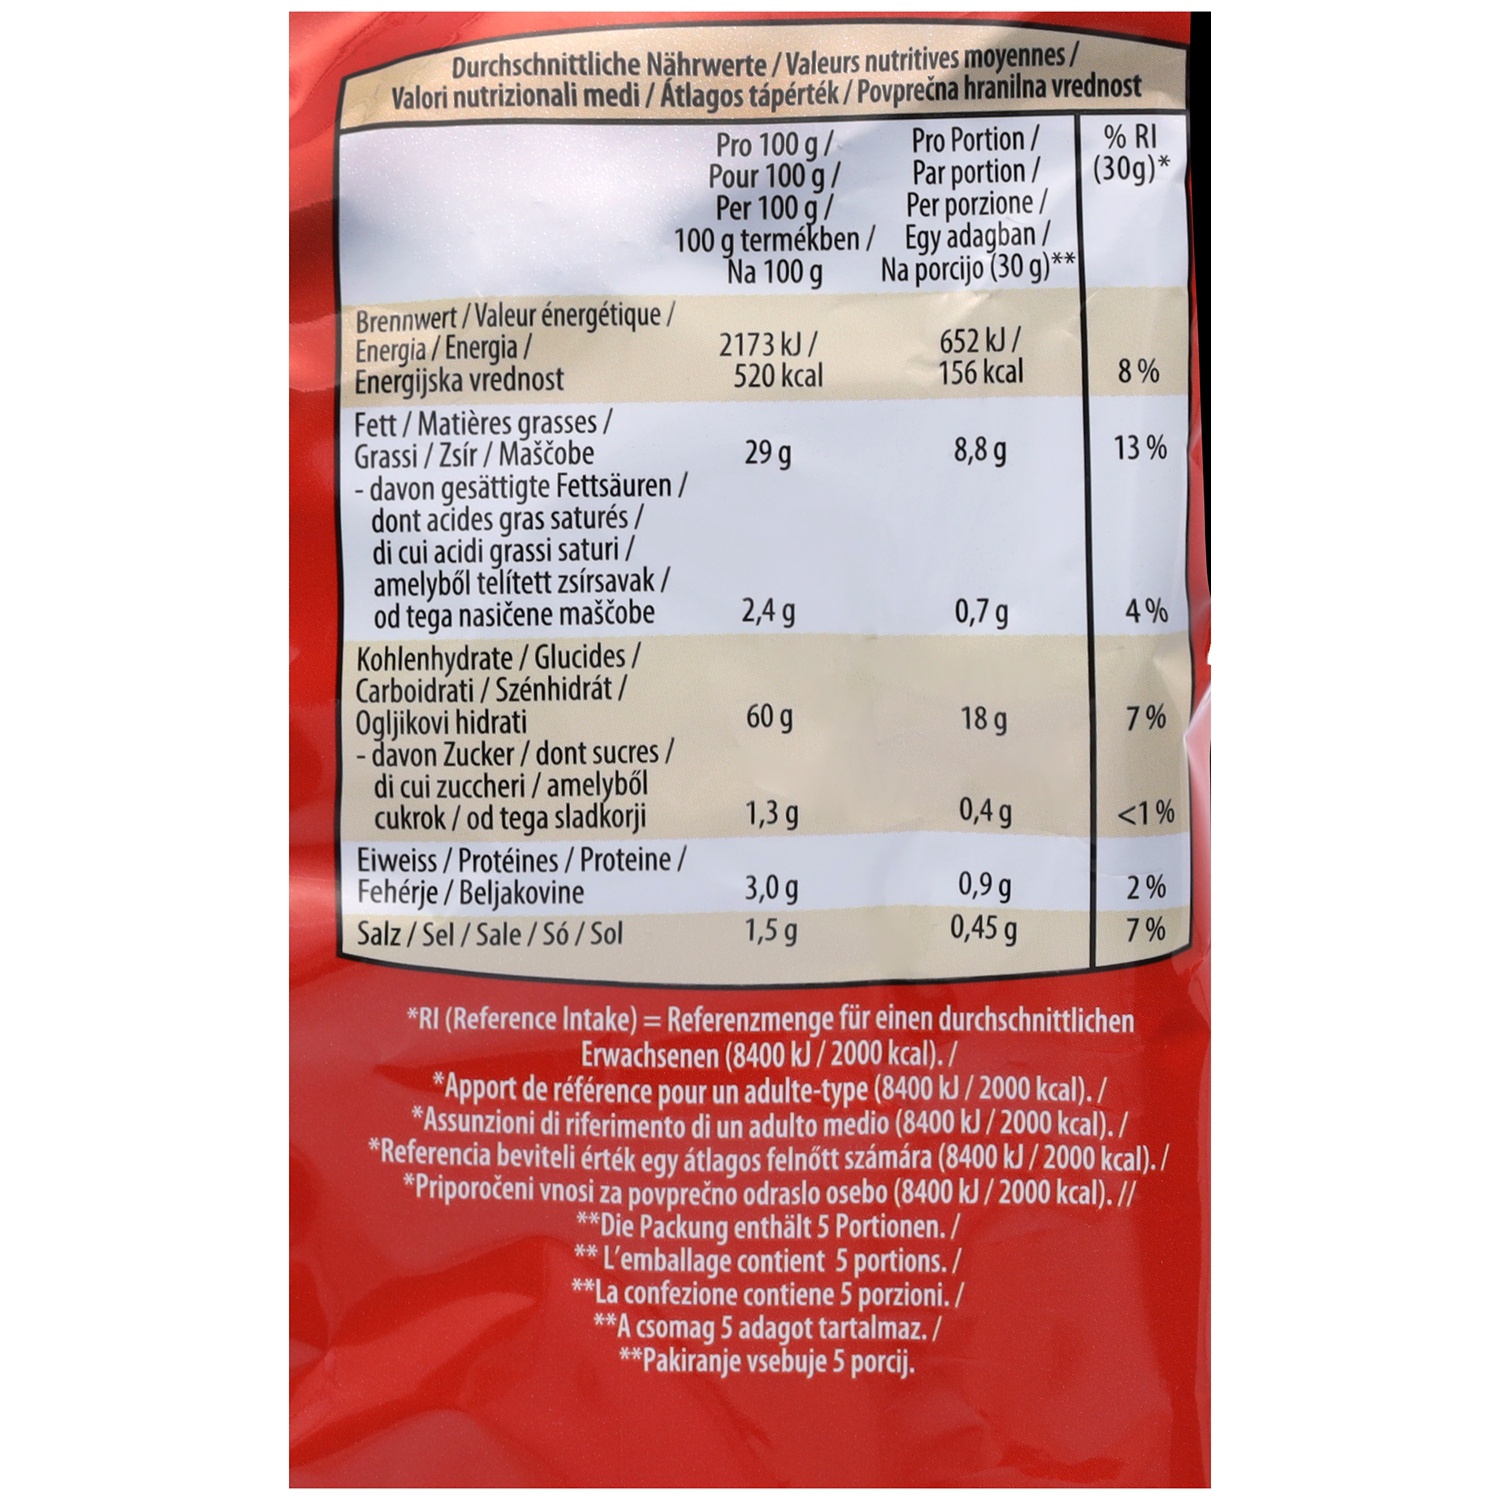 Durchschnittliche Nährwerte / Valeurs nutritives moyennes /
Valori nutrizionali medi / Átlagos tápérték / Povprečna hranilna vrednost
Pro 100 g /
Pour 100 g /
Per 100 g /
100 g termékben /
Na 100 g
Pro Portion /
Par portion /
Per porzione /
Egy adagban /
Na porcijo (30 g)**
% RI
(30g)*
Brennwert / Valeur énergétique /
Energia / Energia /
Energijska vrednost
2173 kJ /
520 kcal
652 kJ /
156 kcal
8 %
Fett / Matières grasses /
Grassi / Zsír / Maščobe
29 g
8,8 g
13 %
- davon gesättigte Fettsäuren /
dont acides gras saturés /
di cui acidi grassi saturi /
amelyből telített zsírsavak /
od tega nasičene maščobe
2,4 g
0,7 g
4 %
Kohlenhydrate / Glucides /
Carboidrati / Szénhidrát /
Ogljikovi hidrati
60 g
18 g
7 %
- davon Zucker / dont sucres /
di cui zuccheri / amelyből
cukrok / od tega sladkorji
1,3 g
0,4 g
<1 %
Eiweiss / Protéines / Proteine /
Fehérje / Beljakovine
3,0 g
0,9 g
2 %
Salz / Sel / Sale / Só / Sol
1,5 g
0,45 g
7 %
*RI (Reference Intake) = Referenzmenge für einen durchschnittlichen
Erwachsenen (8400 kJ / 2000 kcal). /
*Apport de référence pour un adulte-type (8400 kJ / 2000 kcal). /
*Assunzioni di riferimento di un adulto medio (8400 kJ / 2000 kcal). /
*Referencia beviteli érték egy átlagos felnőtt számára (8400 kJ / 2000 kcal). /
*Priporočeni vnosi za povprečno odraslo osebo (8400 kJ / 2000 kcal). //
**Die Packung enthält 5 Portionen. /
** L'emballage contient 5 portions. /
**La confezione contiene 5 porzioni. /
**A csomag 5 adagot tartalmaz. /
**Pakiranje vsebuje 5 porcij.